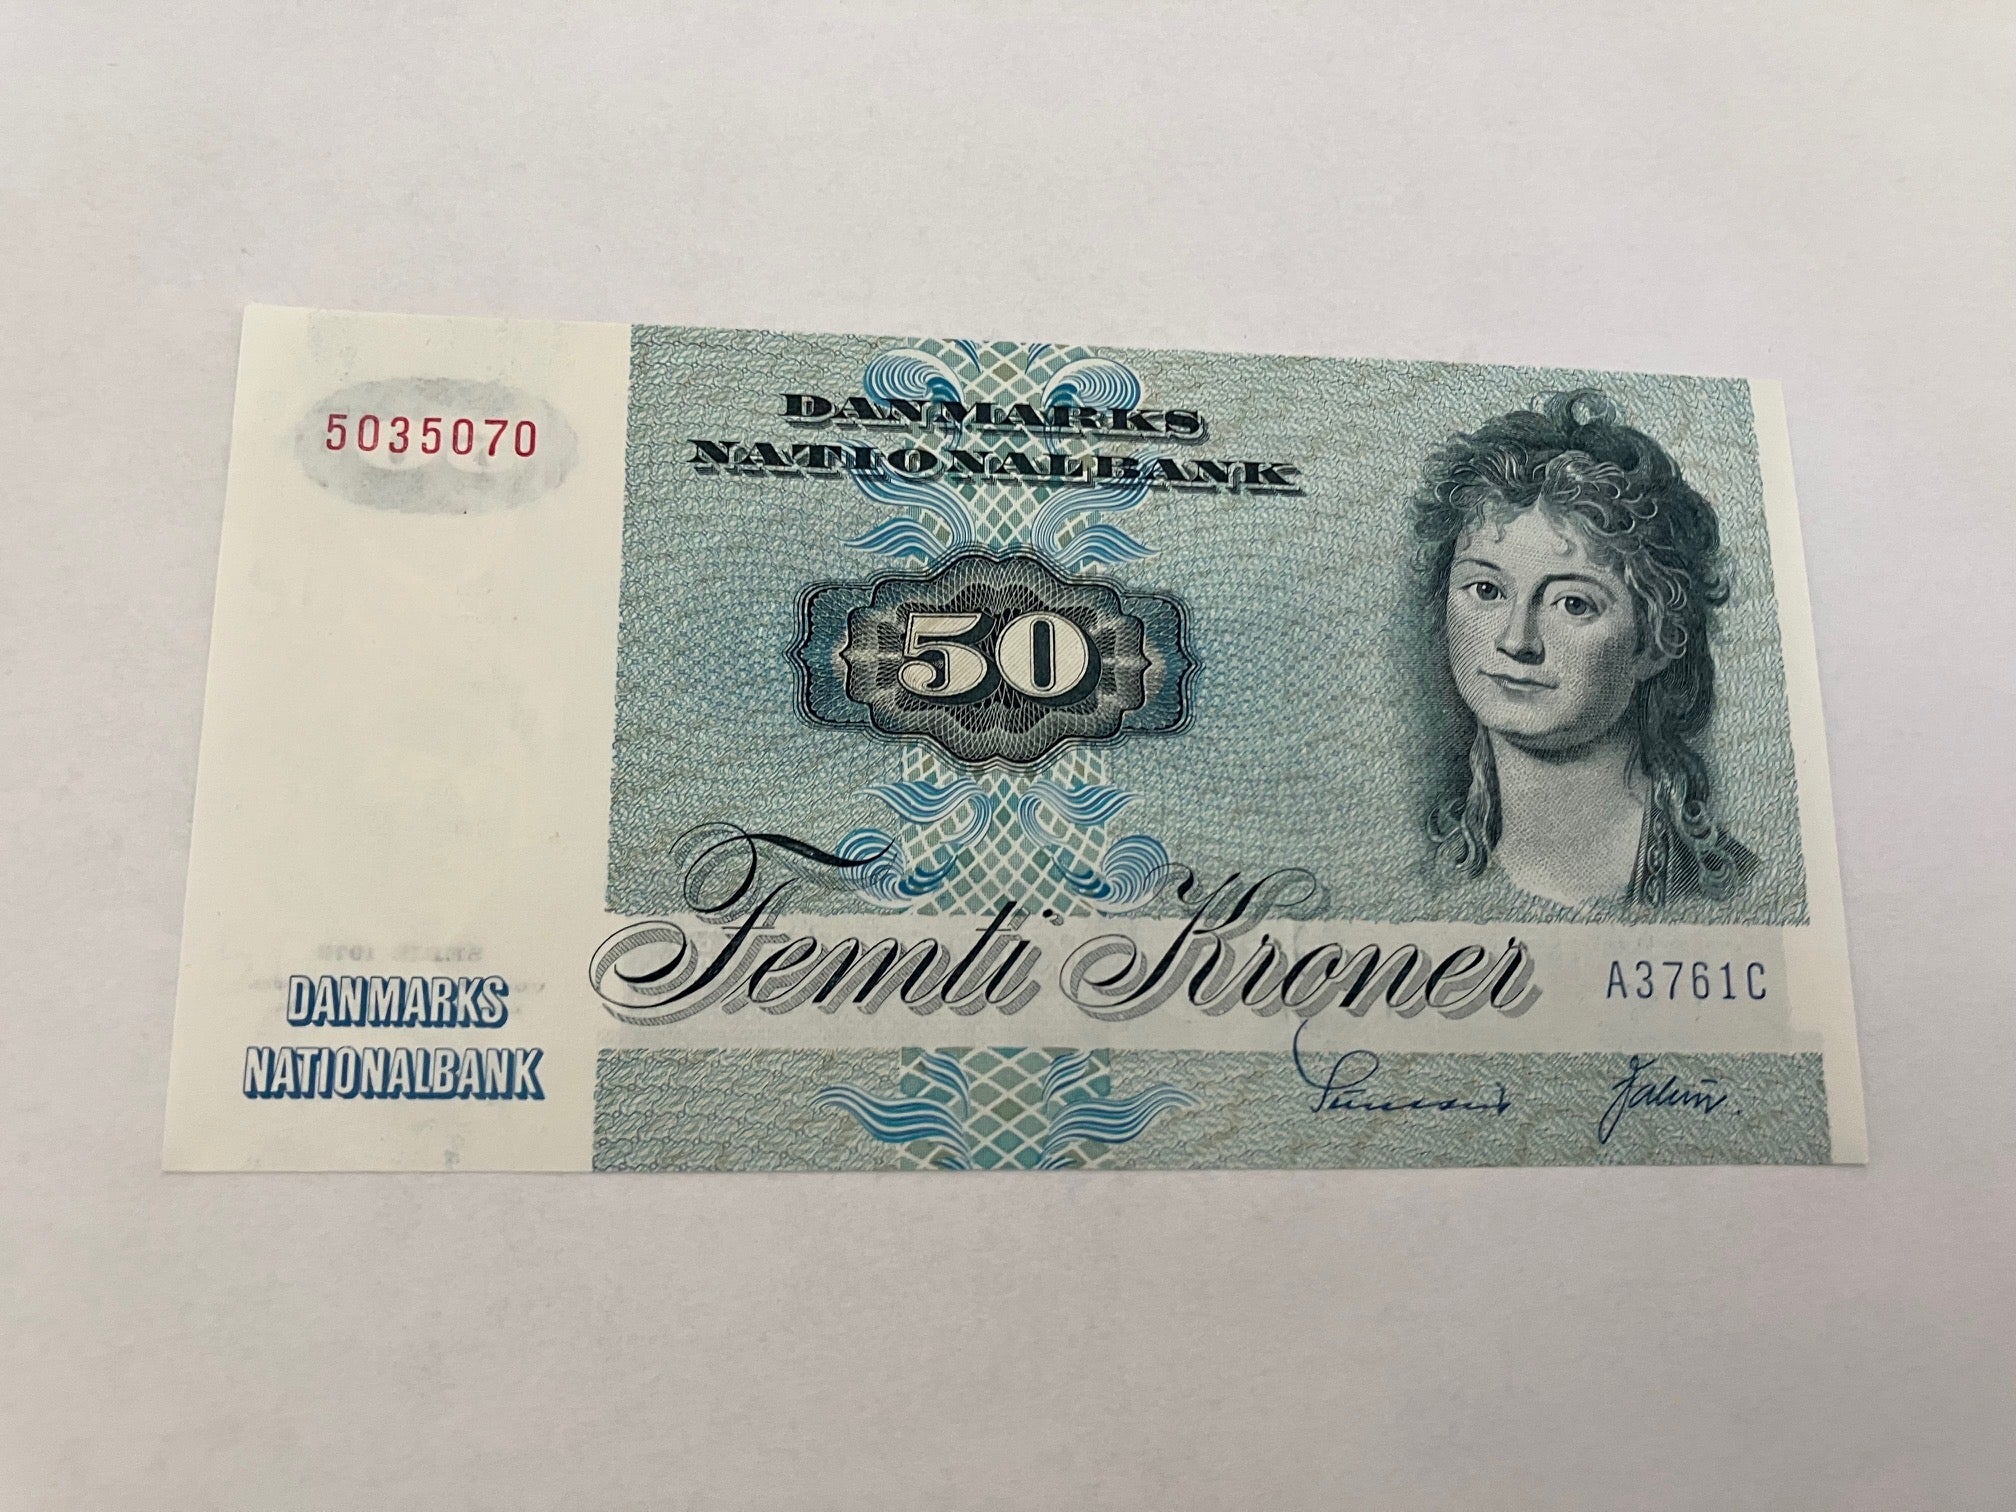 5035070
DANMARKS
NATIONALBANK
50
Femti Kroner
A3761C
DANMARKS
NATIONALBANK